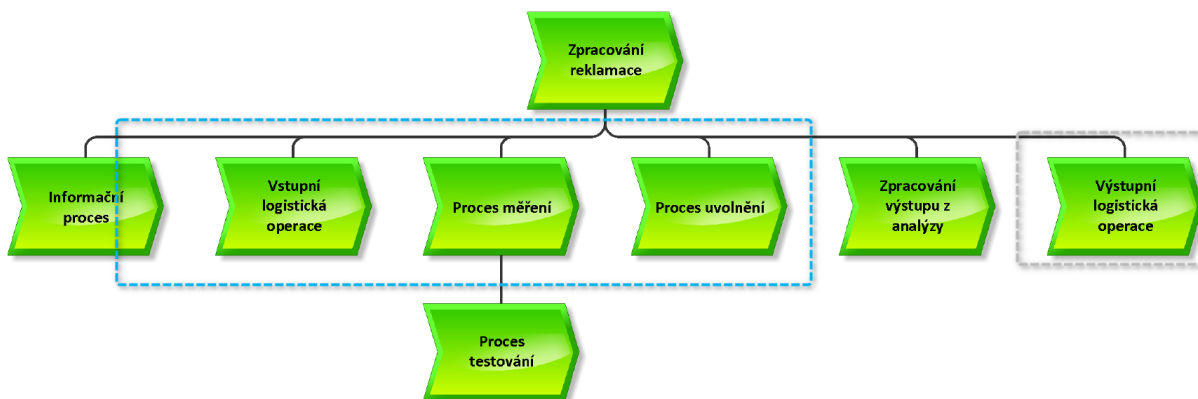 Zpracování
reklamace
Informační
proces
Vstupní
logistická
operace
Proces měření
Proces uvolnění
Zpracování
výstupu z
analýzy
Výstupní
logistická
operace
Proces
testování